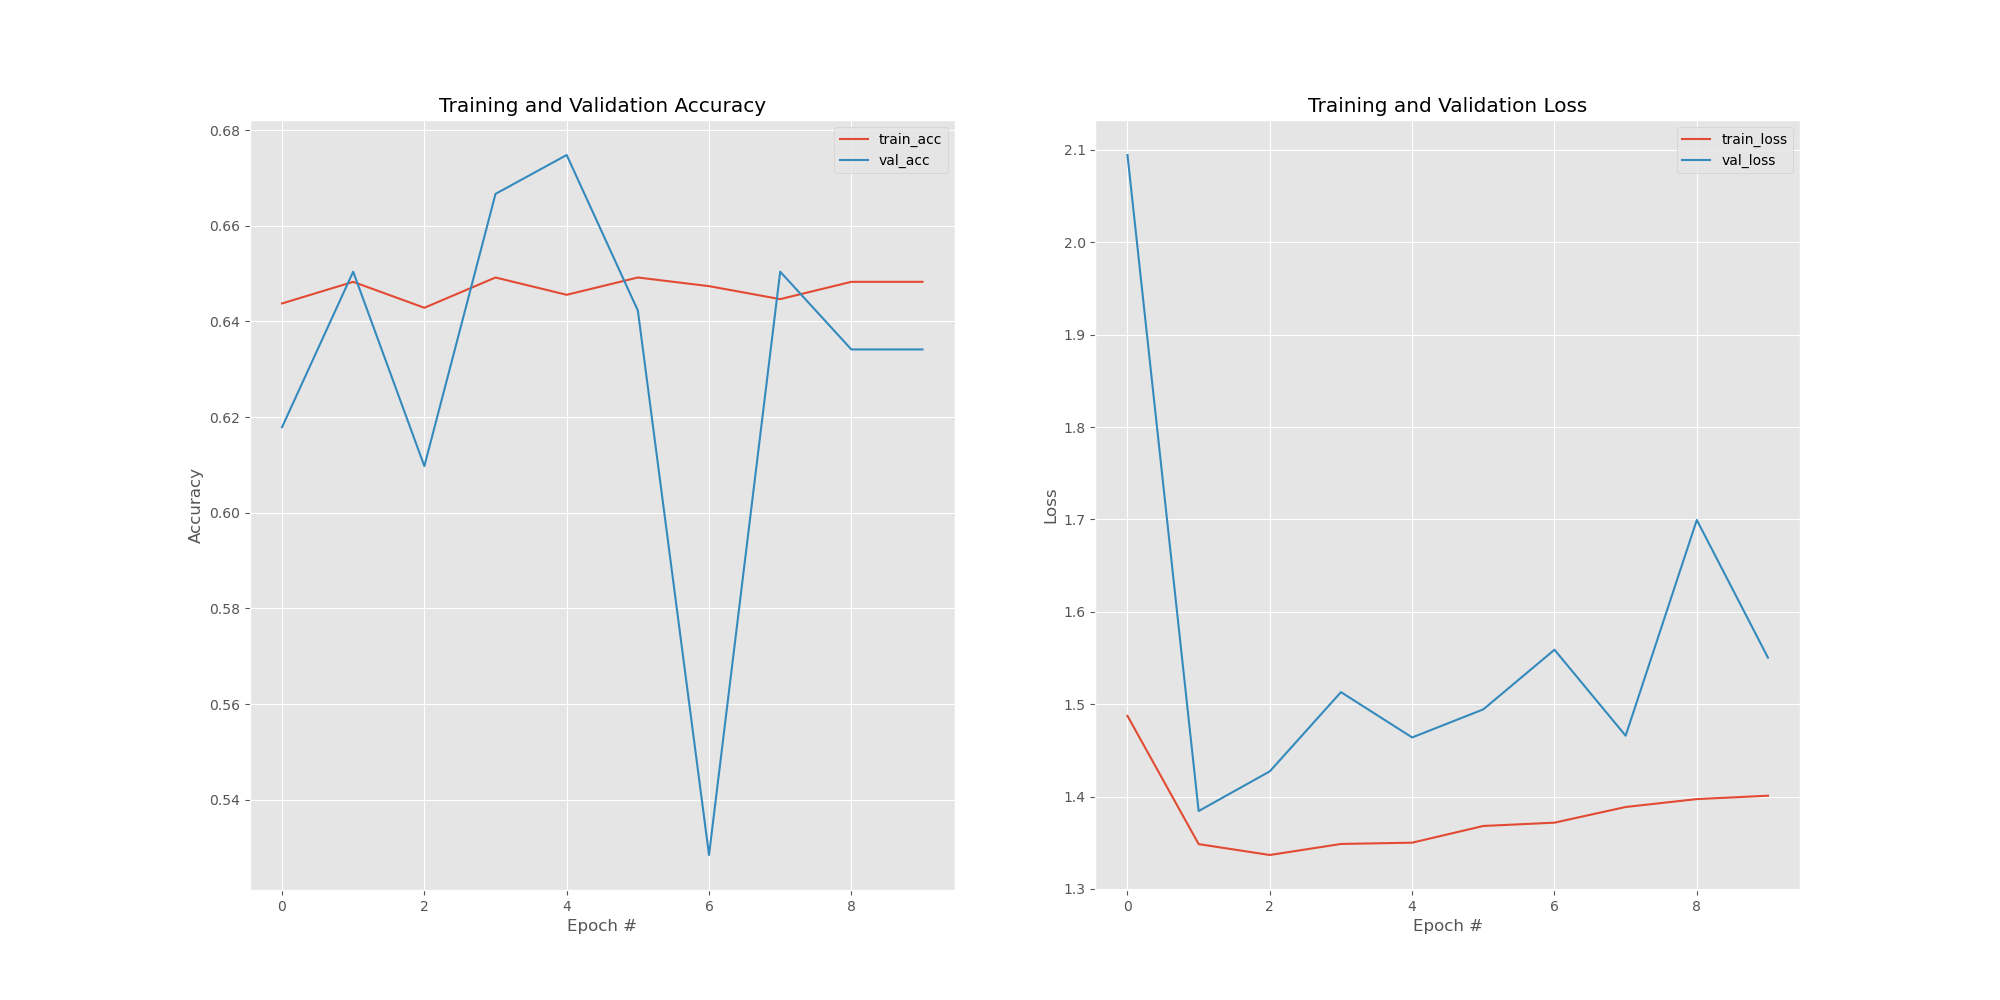 Training and Validation Accuracy
train_acc
val_acc
0.68
0.66
0.64
0.62
0.60
0.58
0.56
0.54
Accuracy
0 2 4 6 8
Epoch #
Training and Validation Loss
train_loss
val_loss
2.1
2.0
1.9
1.8
1.7
1.6
1.5
1.4
1.3
Loss
0 2 4 6 8
Epoch #